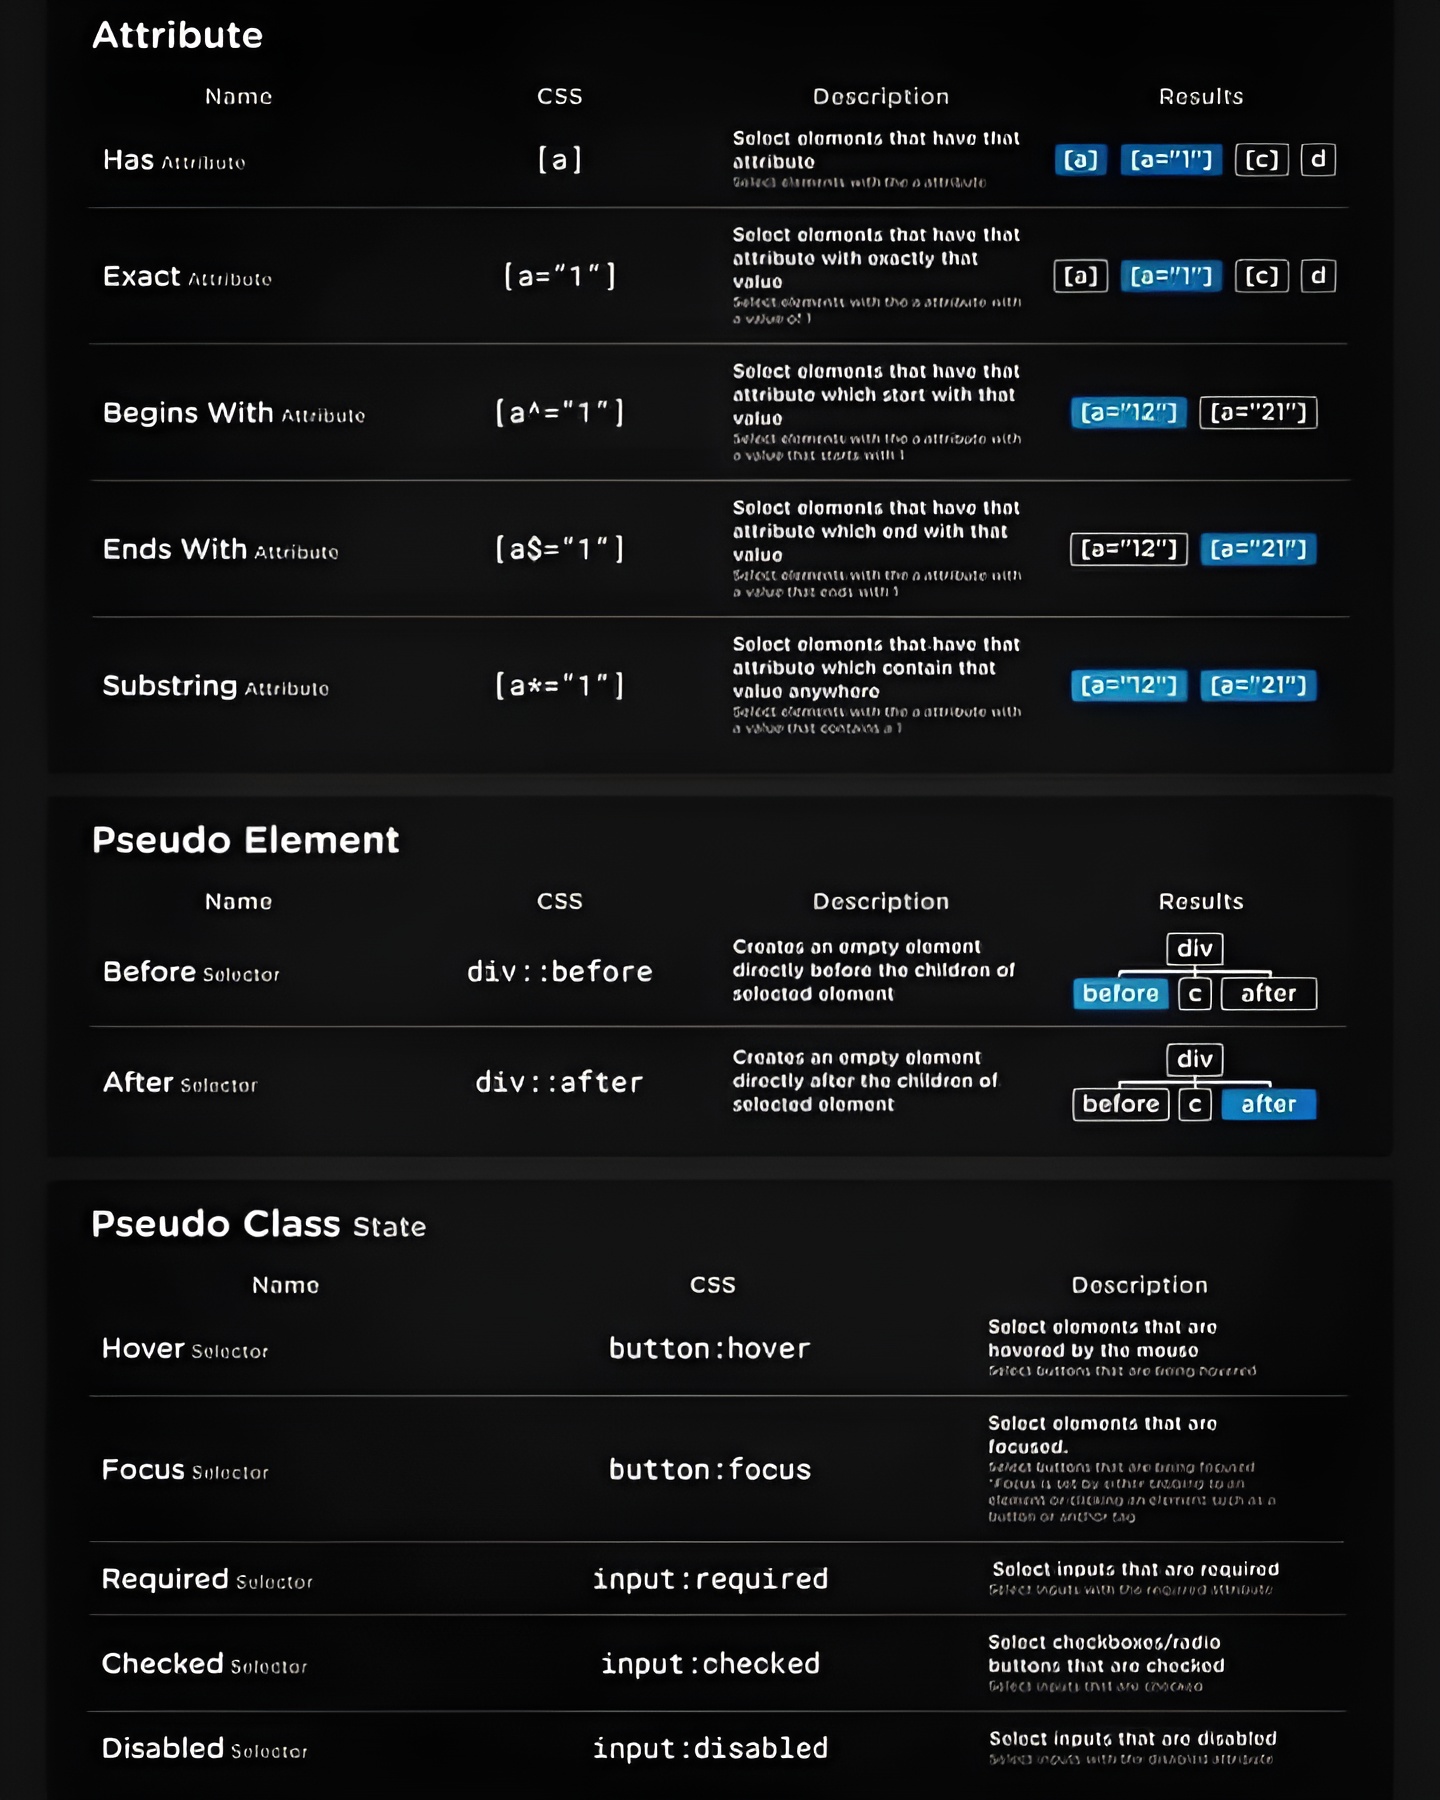 Attribute
Name CSS Description Results
Has Attribute [a] Select elements that have that
attribute
Select elements with the a attribute
[a] [a="1"] [c] d
Exact Attribute [a="1"] Select elements that have that
attribute with exactly that
value
Select elements with the a attribute with
a value of 1
[a] [a="1"] [c] d
Begins With Attribute [a^="1"] Select elements that have that
attribute which start with that
value
Select elements with the a attribute with
a value that starts with 1
[a="12"] [a="21"]
Ends With Attribute [a$="1"] Select elements that have that
attribute which end with that
value
Select elements with the a attribute with
a value that ends with 1
[a="12"] [a="21"]
Substring Attribute [a*="1"] Select elements that have that
attribute which contain that
value anywhere
Select elements with the a attribute with
a value that contains a 1
[a="12"] [a="21"]
Pseudo Element
Name CSS Description Results
Before Selector div::before Creates an empty element
directly before the children of
selected element
div
before c after
After Selector div::after Creates an empty element
directly after the children of
selected element
div
before c after
Pseudo Class State
Name CSS Description
Hover Selector button:hover Select elements that are
hovered by the mouse
Select buttons that are being hovered
Focus Selector button:focus Select elements that are
focused.
Select buttons that are being focused
*Focus is set by either tabbing to an
element or clicking an element such as a
button or anchor tag
Required Selector input:required Select inputs that are required
Select inputs with the required attribute
Checked Selector input:checked Select checkboxes/radio
buttons that are checked
Select inputs that are checked
Disabled Selector input:disabled Select inputs that are disabled
Select inputs with the disabled attribute